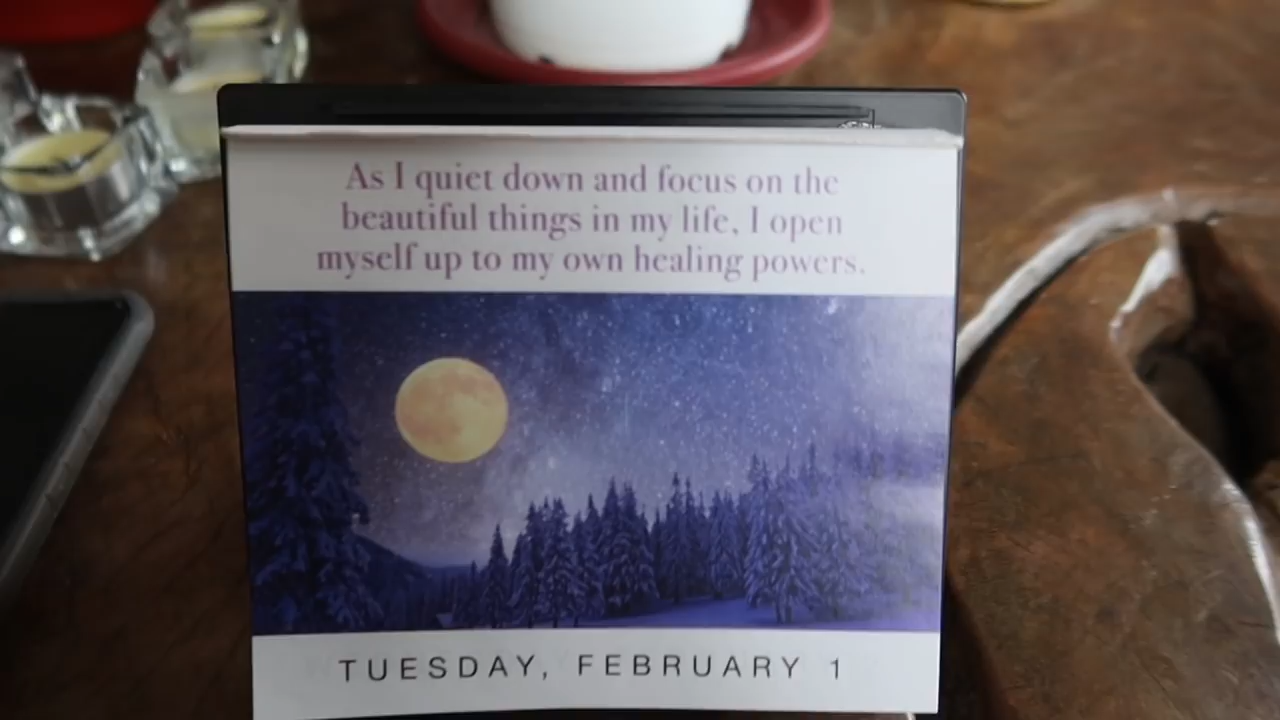 As I quiet down and focus on the
beautiful things in my life, I open
myself up to my own healing powers.
TUESDAY, FEBRUARY 1